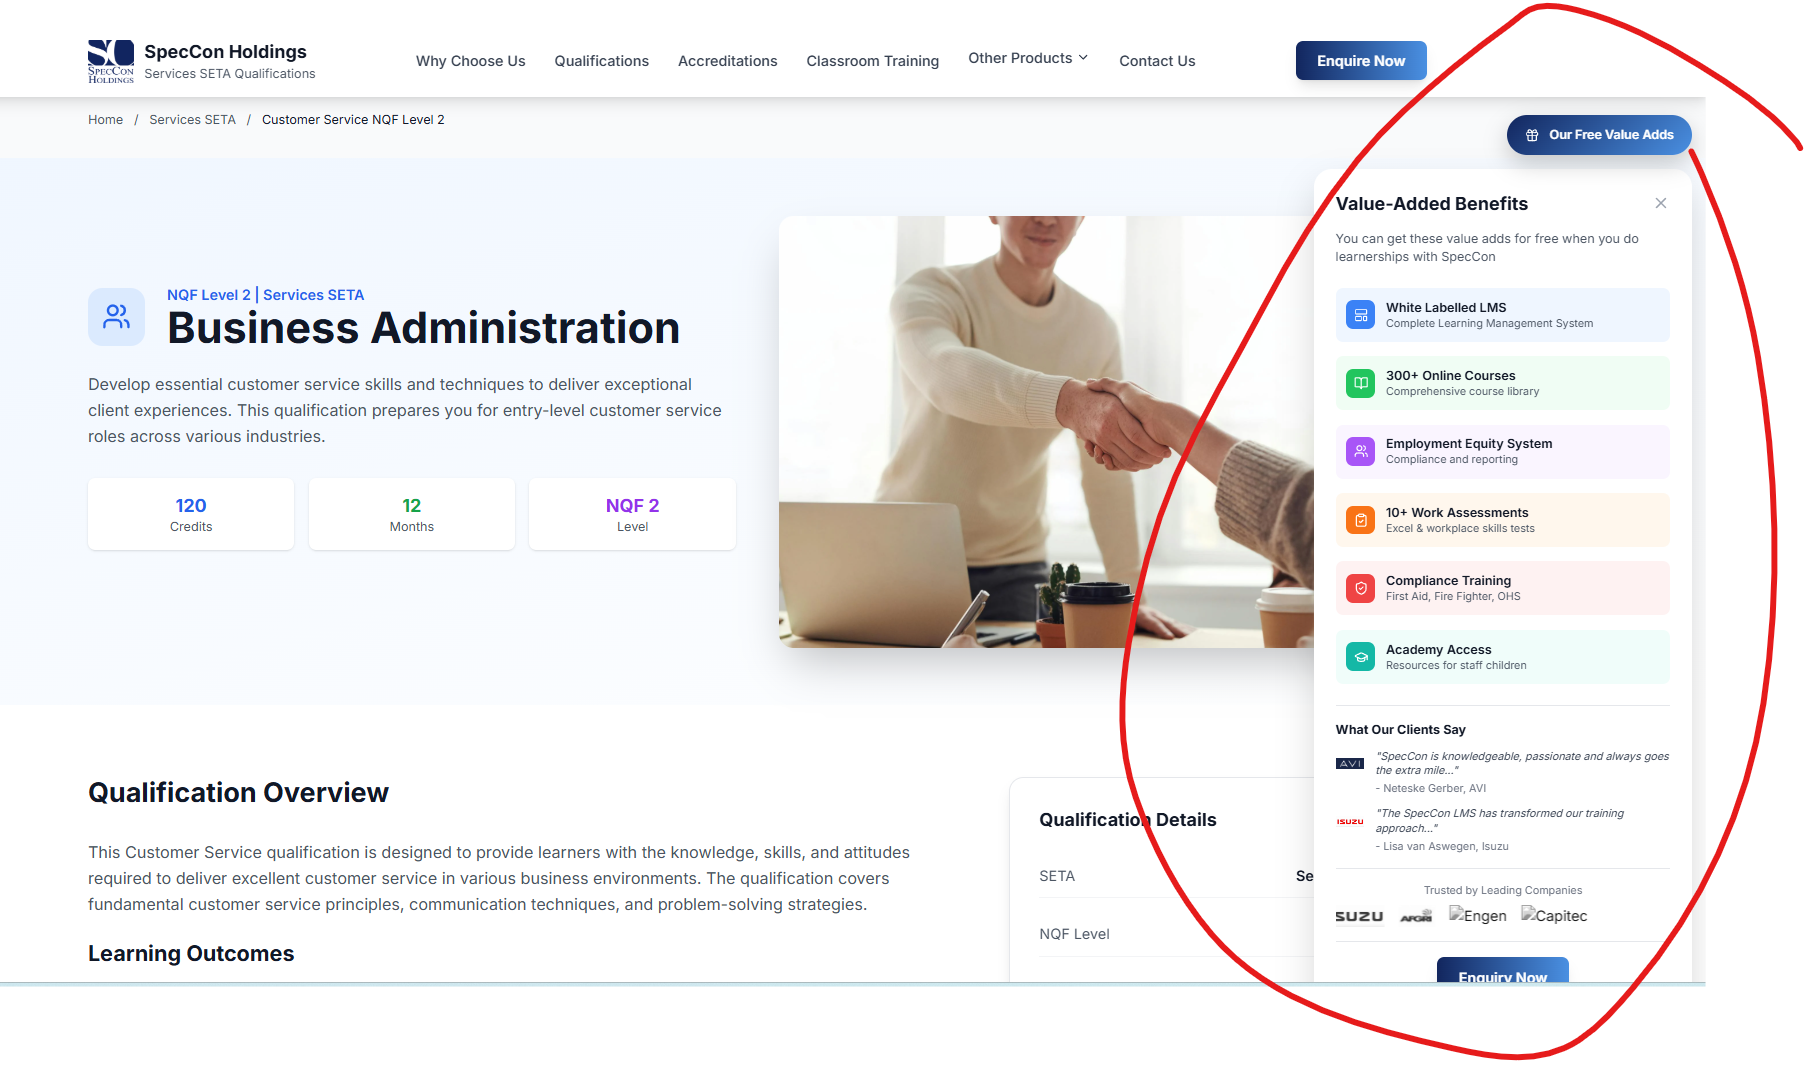 SC
SPECCON
HOLDINGS
SpecCon Holdings
Services SETA Qualifications
Why Choose Us
Qualifications
Accreditations
Classroom Training
Other Products
Contact Us
Enquire Now
Home / Services SETA / Customer Service NQF Level 2
Our Free Value Adds
NQF Level 2 | Services SETA
Business Administration
Develop essential customer service skills and techniques to deliver exceptional
client experiences. This qualification prepares you for entry-level customer service
roles across various industries.
120
Credits
12
Months
NQF 2
Level
Value-Added Benefits
You can get these value adds for free when you do
learnerships with SpecCon
White Labelled LMS
Complete Learning Management System
300+ Online Courses
Comprehensive course library
Employment Equity System
Compliance and reporting
10+ Work Assessments
Excel & workplace skills tests
Compliance Training
First Aid, Fire Fighter, OHS
Academy Access
Resources for staff children
What Our Clients Say
AVI
"SpecCon is knowledgeable, passionate and always goes
the extra mile..."
- Neteske Gerber, AVI
ISUZU
"The SpecCon LMS has transformed our training
approach..."
- Lisa van Aswegen, Isuzu
Trusted by Leading Companies
SUZU
AFGRI
Engen
Capitec
Enquiry Now
Qualification Overview
This Customer Service qualification is designed to provide learners with the knowledge, skills, and attitudes
required to deliver excellent customer service in various business environments. The qualification covers
fundamental customer service principles, communication techniques, and problem-solving strategies.
Learning Outcomes
Qualification Details
SETA
Se
NQF Level